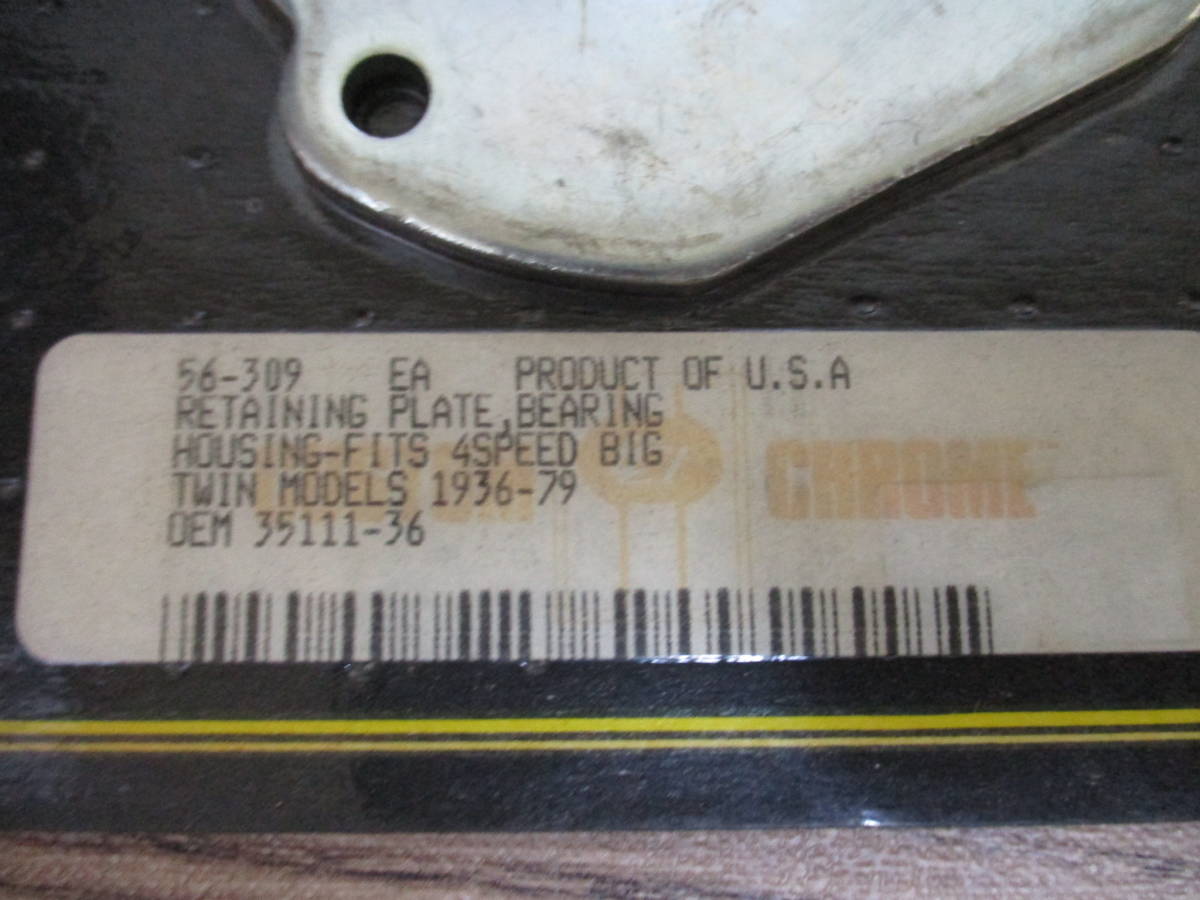 56-309 EA PRODUCT OF U.S.A
RETAINING PLATE,BEARING
HOUSING-FITS 4SPEED BIG
TWIN MODELS 1936-79
OEM 35111-36
CHROME